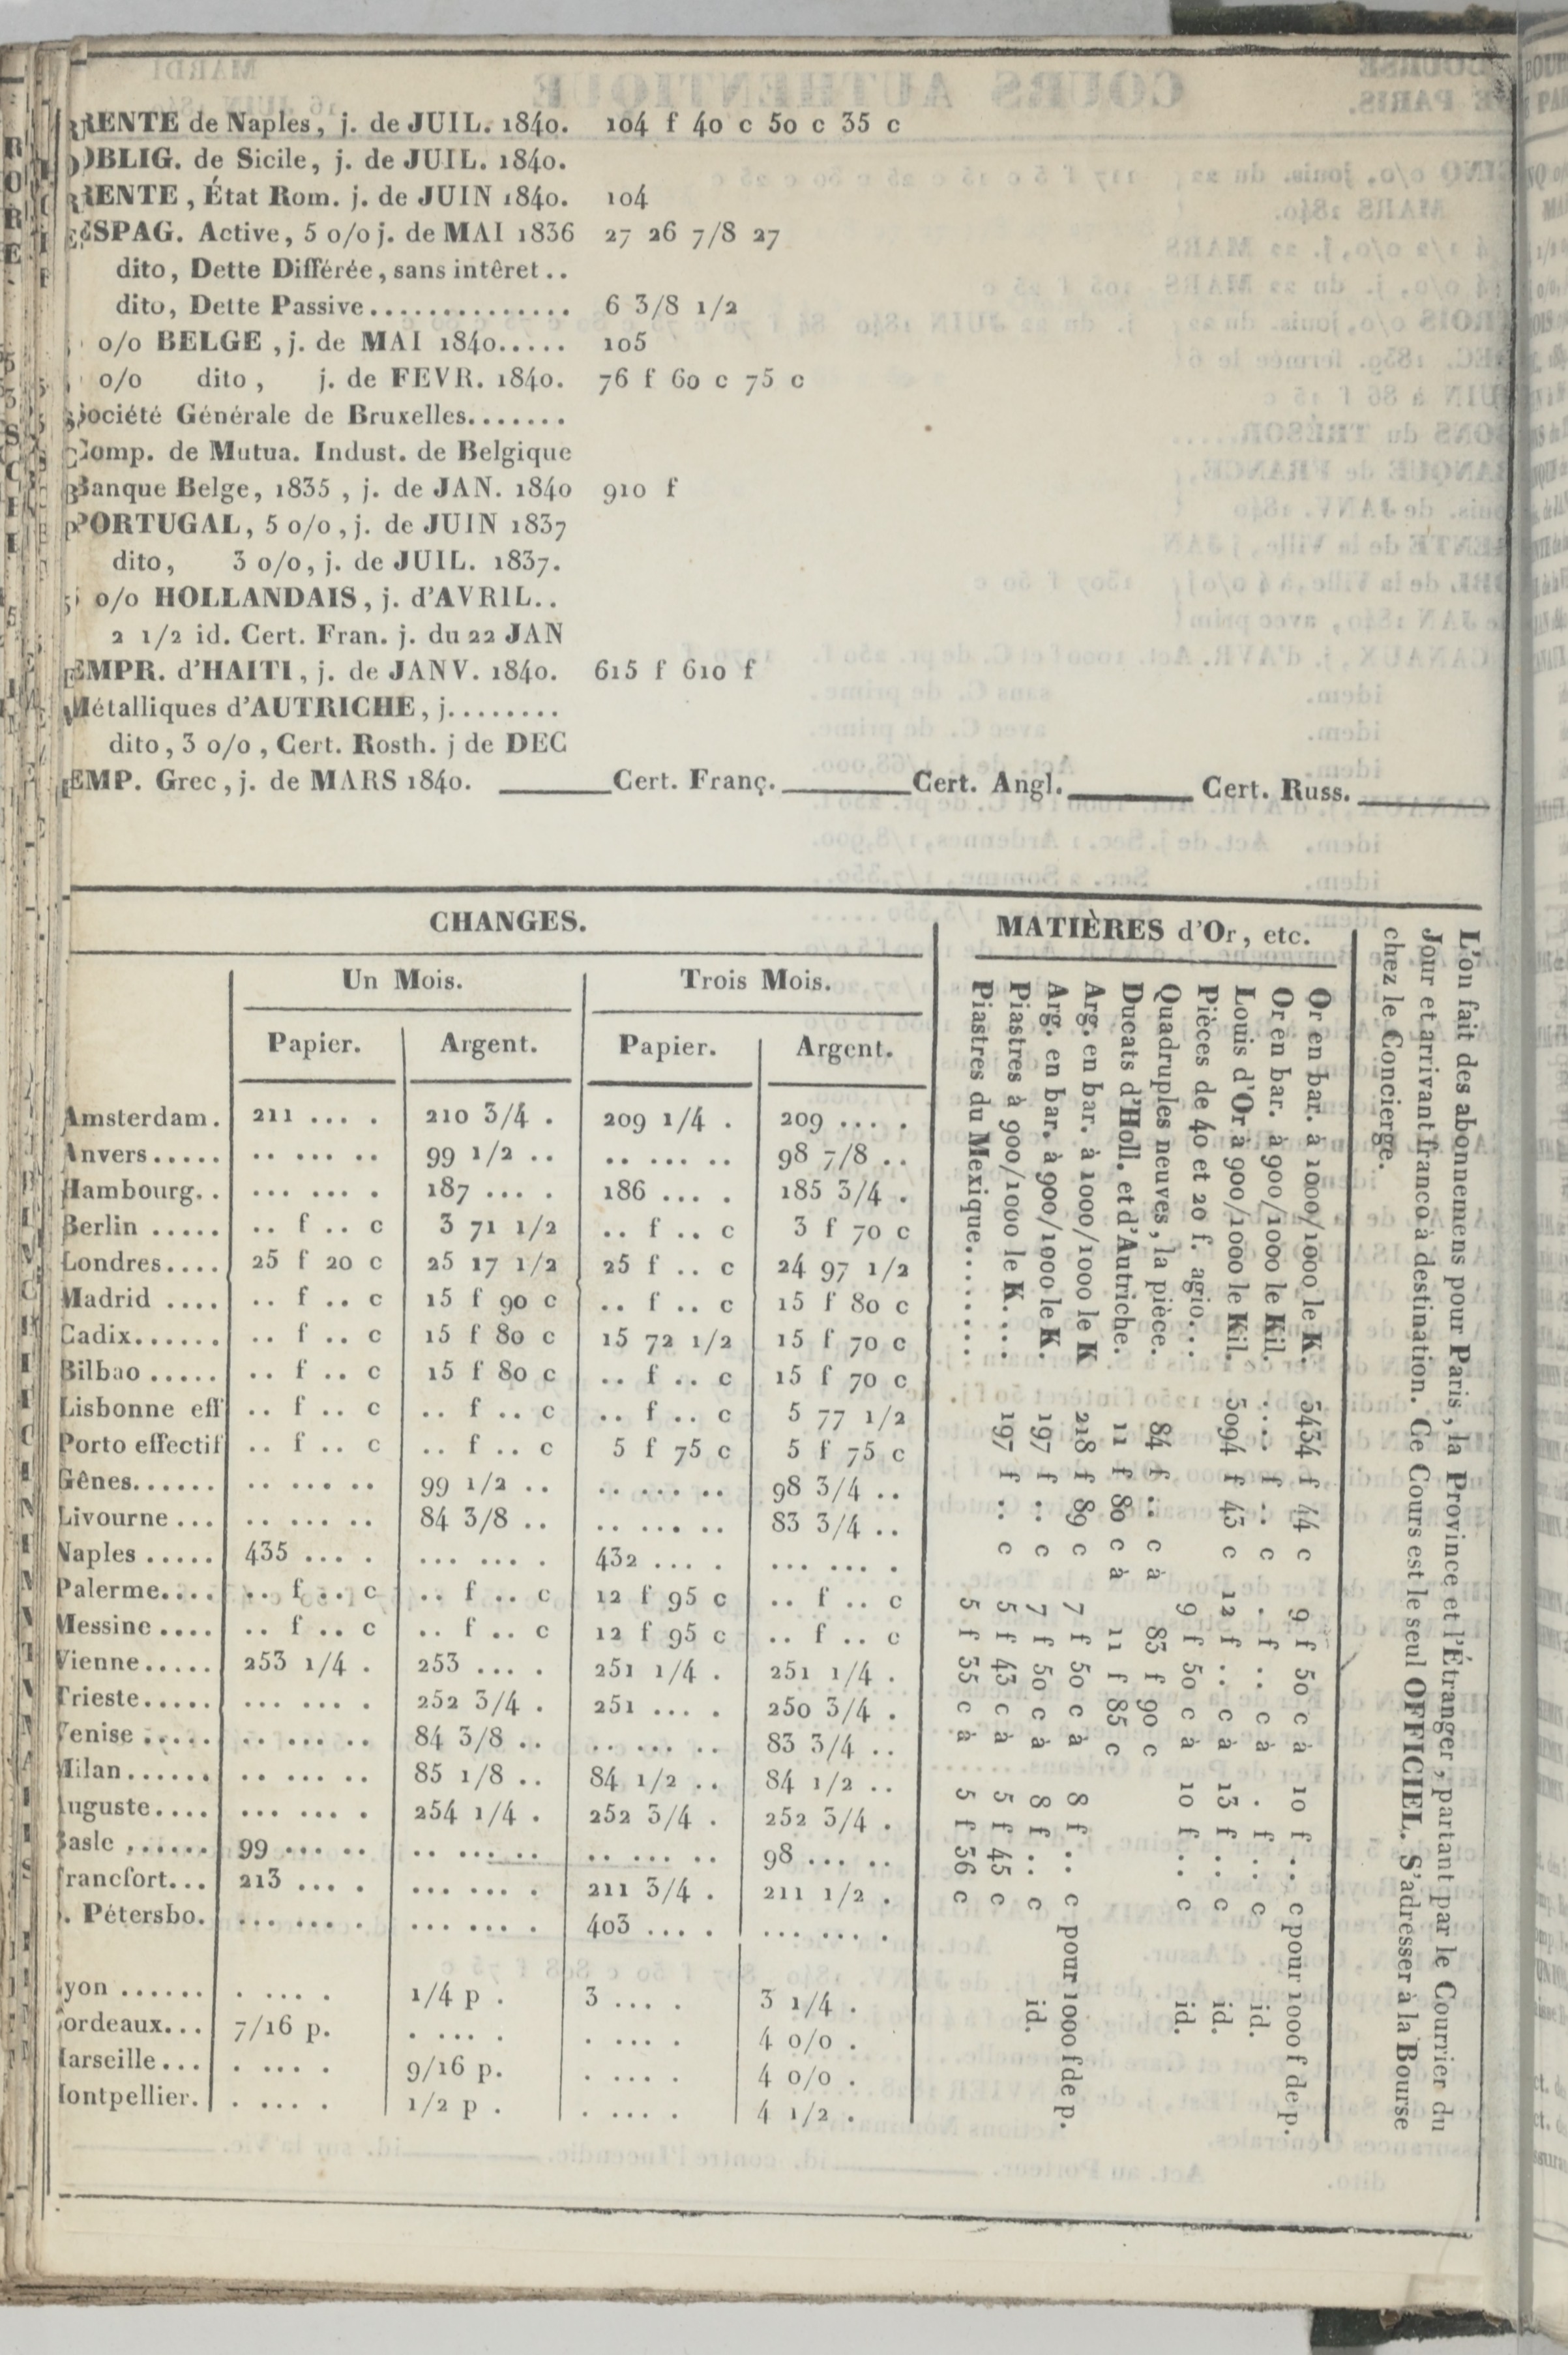 RENTE de Naples, j. de JUIL. 1840. 104 f 40 c 50 c 35 c
OBLIG. de Sicile, j. de JUIL. 1840.
RENTE, État Rom. j. de JUIN 1840. 104
ESPAG. Active, 5 o/o j. de MAI 1836 27 26 7/8 27
dito, Dette Différée, sans intêret..
dito, Dette Passive.............. 6 3/8 1/2
o/o BELGE, j. de MAI 1840..... 105
o/o dito, j. de FEVR. 1840. 76 f 60 c 75 c
Société Générale de Bruxelles.......
Comp. de Mutua. Indust. de Belgique
Banque Belge, 1835, j. de JAN. 1840 910 f
PORTUGAL, 5 o/o, j. de JUIN 1837
dito, 3 o/o, j. de JUIL. 1837.
5 o/o HOLLANDAIS, j. d'AVRIL..
2 1/2 id. Cert. Fran. j. du 22 JAN
EMPR. d'HAITI, j. de JANV. 1840. 615 f 610 f
Métalliques d'AUTRICHE, j........
dito, 3 o/o, Cert. Rosth. j de DEC
EMP. Grec, j. de MARS 1840. ____Cert. Franç.____Cert. Angl.____ Cert. Russ.____
CHANGES.
Un Mois. Trois Mois.
Papier. Argent. Papier. Argent.
Amsterdam. 211 ... . 210 3/4 . 209 1/4 . 209 ... .
Anvers..... .. ... .. 99 1/2 .. .. ... .. 98 7/8 ..
Hambourg.. ... ... . 187 ... . 186 ... . 185 3/4 .
Berlin ..... .. f .. c 3 71 1/2 .. f .. c 3 f 70 c
Londres.... 25 f 20 c 25 17 1/2 25 f .. c 24 97 1/2
Madrid .... .. f .. c 15 f 90 c .. f .. c 15 f 80 c
Cadix...... .. f .. c 15 f 80 c 15 72 1/2 15 f 70 c
Bilbao ..... .. f .. c 15 f 80 c .. f .. c 15 f 70 c
Lisbonne eff .. f .. c .. f .. c .. f .. c 5 77 1/2
Porto effectif .. f .. c .. f .. c 5 f 75 c 5 f 75 c
Gênes...... .. ... .. 99 1/2 .. .. ... .. 98 3/4 ..
Livourne ... .. ... .. 84 3/8 .. .. ... .. 83 3/4 ..
Naples ..... 435 ... . ... ... . 432 ... . ... ... .
Palerme.... .. f .. c .. f .. c 12 f 95 c .. f .. c
Messine .... .. f .. c .. f .. c 12 f 95 c .. f .. c
Vienne..... 253 1/4 . 253 ... . 251 1/4 . 251 1/4 .
Trieste..... ... ... . 252 3/4 . 251 ... . 250 3/4 .
Venise ..... .. ... .. 84 3/8 .. .. ... .. 83 3/4 ..
Milan...... .. ... .. 85 1/8 .. 84 1/2 .. 84 1/2 ..
Auguste.... ... ... . 254 1/4 . 252 3/4 . 252 3/4 .
Basle ...... 99 ... .. .. ... .. .. ... .. 98 ... ..
Francfort... 213 ... . ... ... . 211 3/4 . 211 1/2 .
. Pétersbo. ... ... . ... ... . 403 ... . ... ... .
Lyon ...... . ... . 1/4 p . 3 ... . 3 1/4 .
Bordeaux... 7/16 p. . ... . . ... . 4 o/o .
Marseille... . ... . 9/16 p. . ... . 4 o/o .
Montpellier. . ... . 1/2 p . . ... . 4 1/2 .
MATIÈRES d'Or, etc.
Or en bar. à 1000/1000 le K. 3434 f 44 c 9 f 50 c à 10 f .. c pour 1000 f de p.
Or en bar. à 900/1000 le Kil. .... f .. c . f .. c à . f .. c id.
Louis d'Or à 900/1000 le Kil. 3094 f 43 c 12 f .. c à 13 f .. c id.
Pièces de 40 et 20 f. agio... 9 f 50 c à 10 f .. c id.
Quadruples neuves, la pièce. 84 f .. c à 83 f 90 c
Ducats d'Holl. et d'Autriche. 11 f 80 c à 11 f 85 c
Arg. en bar. à 1000/1000 le K 218 f 89 c 7 f 50 c à 8 f .. c pour 1000 f de p.
Arg. en bar. à 900/1000 le K. 197 f .. c 7 f 50 c à 8 f .. c id.
Piastres à 900/1000 le K.... 197 f .. c 5 f 43 c à 5 f 45 c
Piastres du Mexique........ 5 f 35 c à 5 f 36 c
L'on fait des abonnemens pour Paris, la Province et l'Étranger, partant par le Courrier du
Jour et arrivant franco à destination. Ce Cours est le seul OFFICIEL. S'adresser à la Bourse
chez le Concierge.